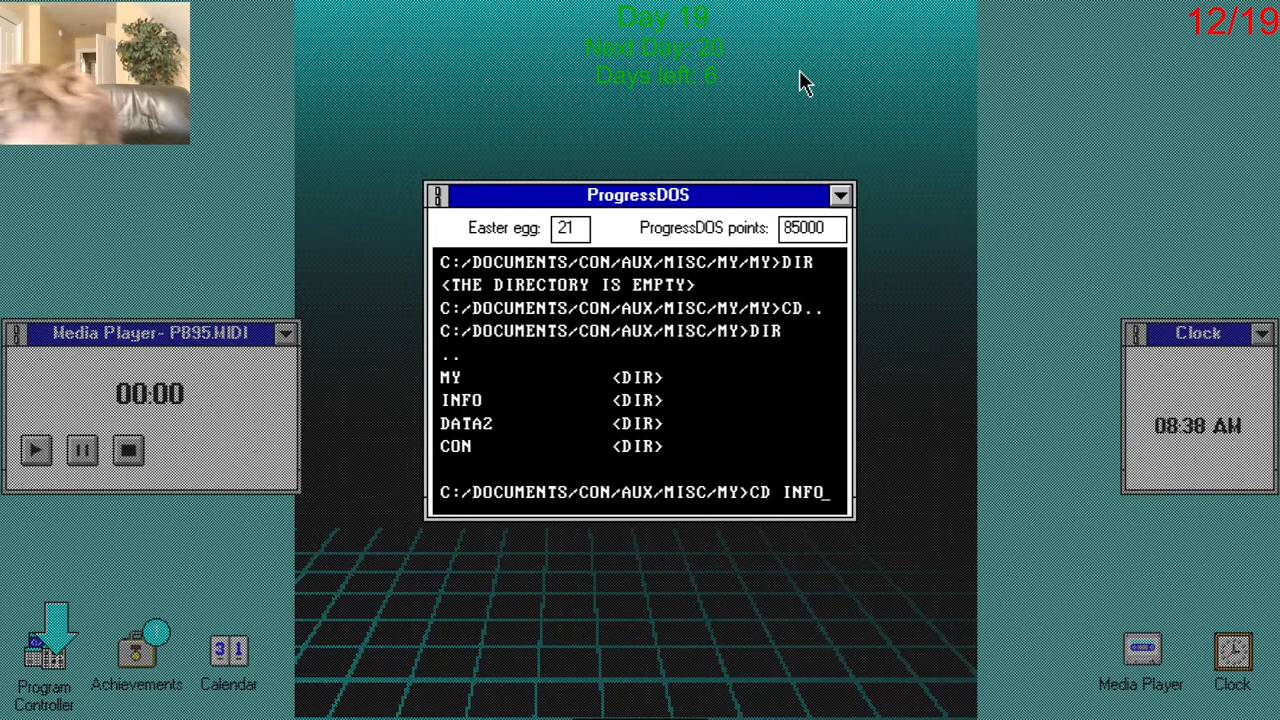 Day 19
Next Day: 20
Days left: 6
12/19
ProgressDOS
Easter egg: 21 ProgressDOS points: 85000
C:/DOCUMENTS/CON/AUX/MISC/MY/MY>DIR
<THE DIRECTORY IS EMPTY>
C:/DOCUMENTS/CON/AUX/MISC/MY/MY>CD..
C:/DOCUMENTS/CON/AUX/MISC/MY>DIR
..
MY <DIR>
INFO <DIR>
DATA2 <DIR>
CON <DIR>
C:/DOCUMENTS/CON/AUX/MISC/MY>CD INFO_
Media Player- PB95.MIDI
00:00
Clock
08:38 AM
Program
Controller
Achievements
31
Calendar
Media Player
Clock